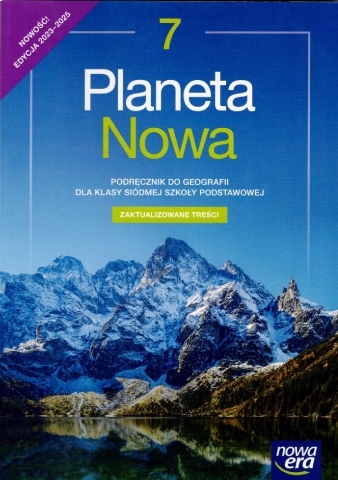 NOWOŚĆ!
EDYCJA 2023–2025
7
Planeta
Nowa
PODRĘCZNIK DO GEOGRAFII
DLA KLASY SIÓDMEJ SZKOŁY PODSTAWOWEJ
ZAKTUALIZOWANE TREŚCI
nowa
era